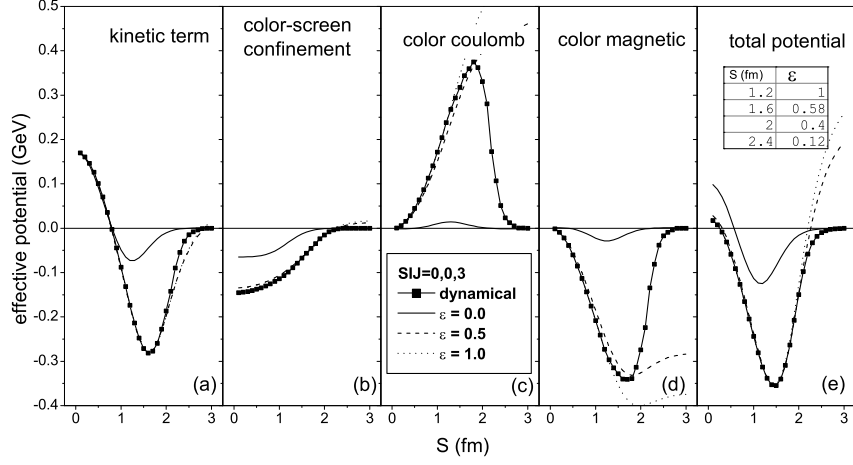 kinetic term
color-screen
confinement
color coulomb
color magnetic
total potential
effective potential (GeV)
0.5
0.4
0.3
0.2
0.1
0.0
-0.1
-0.2
-0.3
-0.4
S (fm) ε
1.2 1
1.6 0.58
2 0.4
2.4 0.12
SIJ=0,0,3
dynamical
ε = 0.0
ε = 0.5
ε = 1.0
(a) (b) (c) (d) (e)
0 1 2 3 0 1 2 3 0 1 2 3 0 1 2 3 0 1 2 3
S (fm)